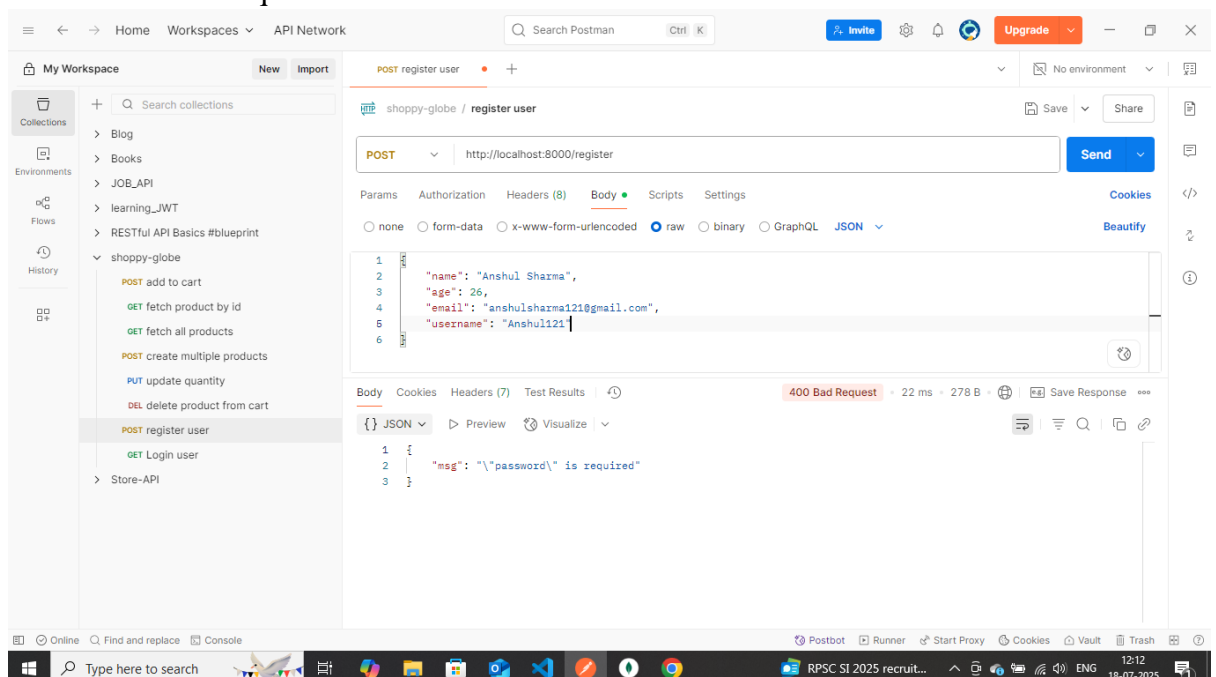 Home Workspaces API Network Search Postman Ctrl K Invite Upgrade
My Workspace New Import POST register user No environment
Collections
Environments
Flows
History
Search collections
Blog
Books
JOB_API
learning_JWT
RESTful API Basics #blueprint
shoppy-globe
POST add to cart
GET fetch product by id
GET fetch all products
POST create multiple products
PUT update quantity
DEL delete product from cart
POST register user
GET Login user
Store-API
HTTP shoppy-globe / register user Save Share
POST http://localhost:8000/register Send
Params Authorization Headers (8) Body Scripts Settings Cookies
none form-data x-www-form-urlencoded raw binary GraphQL JSON Beautify
1 {
2 "name": "Anshul Sharma",
3 "age": 26,
4 "email": "anshulsharma121@gmail.com",
5 "username": "Anshul121"
6 }
Body Cookies Headers (7) Test Results 400 Bad Request 22 ms 278 B e.g. Save Response
{} JSON Preview Visualize
1 {
2 "msg": "\"password\" is required"
3 }
Online Find and replace Console Postbot Runner Start Proxy Cookies Vault Trash
Type here to search RPSC SI 2025 recruit... ENG 12:12
18-07-2025